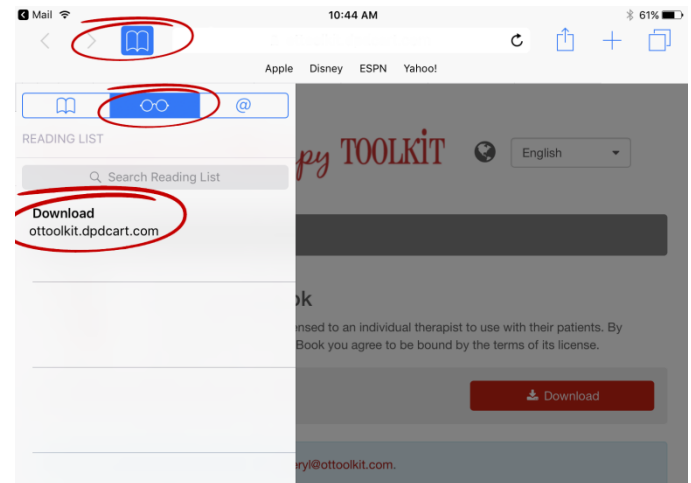 Mail 10:44 AM 61%
Apple Disney ESPN Yahoo!
@
READING LIST
Search Reading List
Download
ottoolkit.dpdcart.com
py TOOLKiT
English
ok
ensed to an individual therapist to use with their patients. By
Book you agree to be bound by the terms of its license.
Download
eryl@ottoolkit.com.